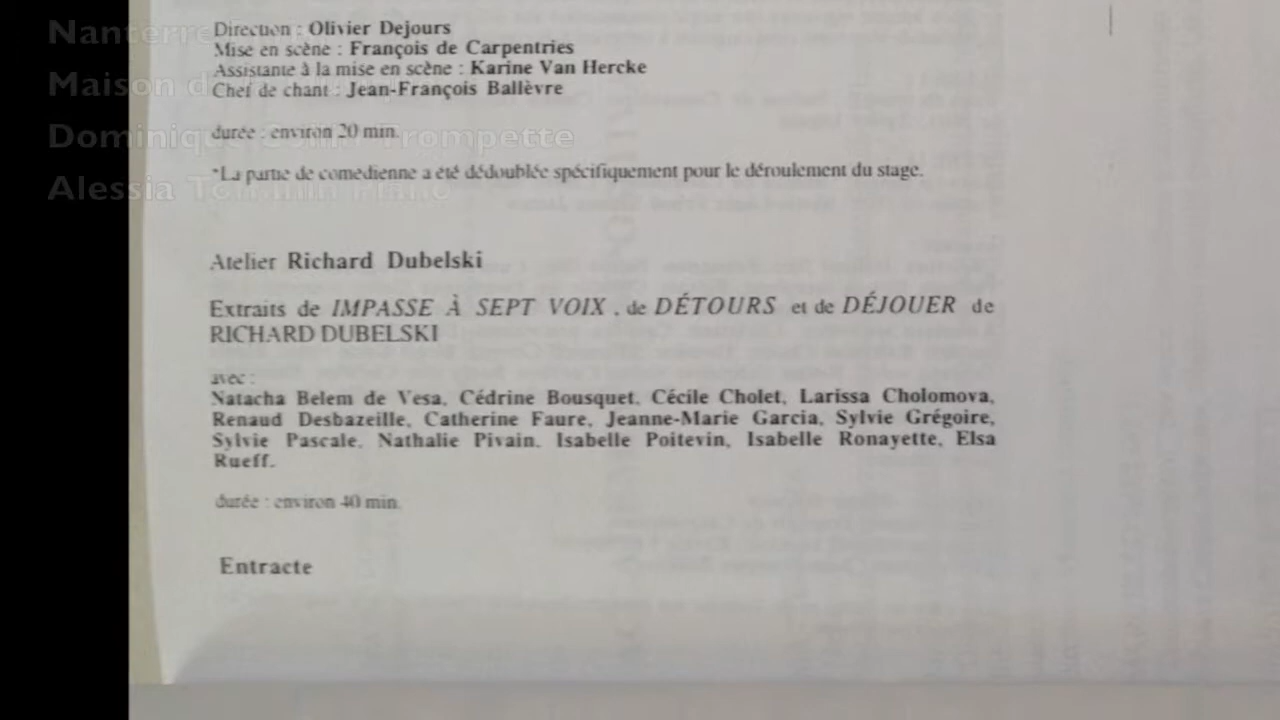 Nanterre
Maison de
Dominique Trompette
Alessia
Direction : Olivier Dejours
Mise en scène : François de Carpentries
Assistante à la mise en scène : Karine Van Hercke
Chef de chant : Jean-François Ballèvre
durée : environ 20 min.
*La partie de comedienne a été dédoublée spécifiquement pour le déroulement du stage.
Atelier Richard Dubelski
Extraits de IMPASSE À SEPT VOIX , de DÉTOURS et de DÉJOUER de
RICHARD DUBELSKI
avec :
Natacha Belem de Vesa, Cédrine Bousquet, Cécile Cholet, Larissa Cholomova,
Renaud Desbazeille, Catherine Faure, Jeanne-Marie Garcia, Sylvie Grégoire,
Sylvie Pascale, Nathalie Pivain, Isabelle Poitevin, Isabelle Ronayette, Elsa
Rueff.
durée : environ 40 min.
Entracte